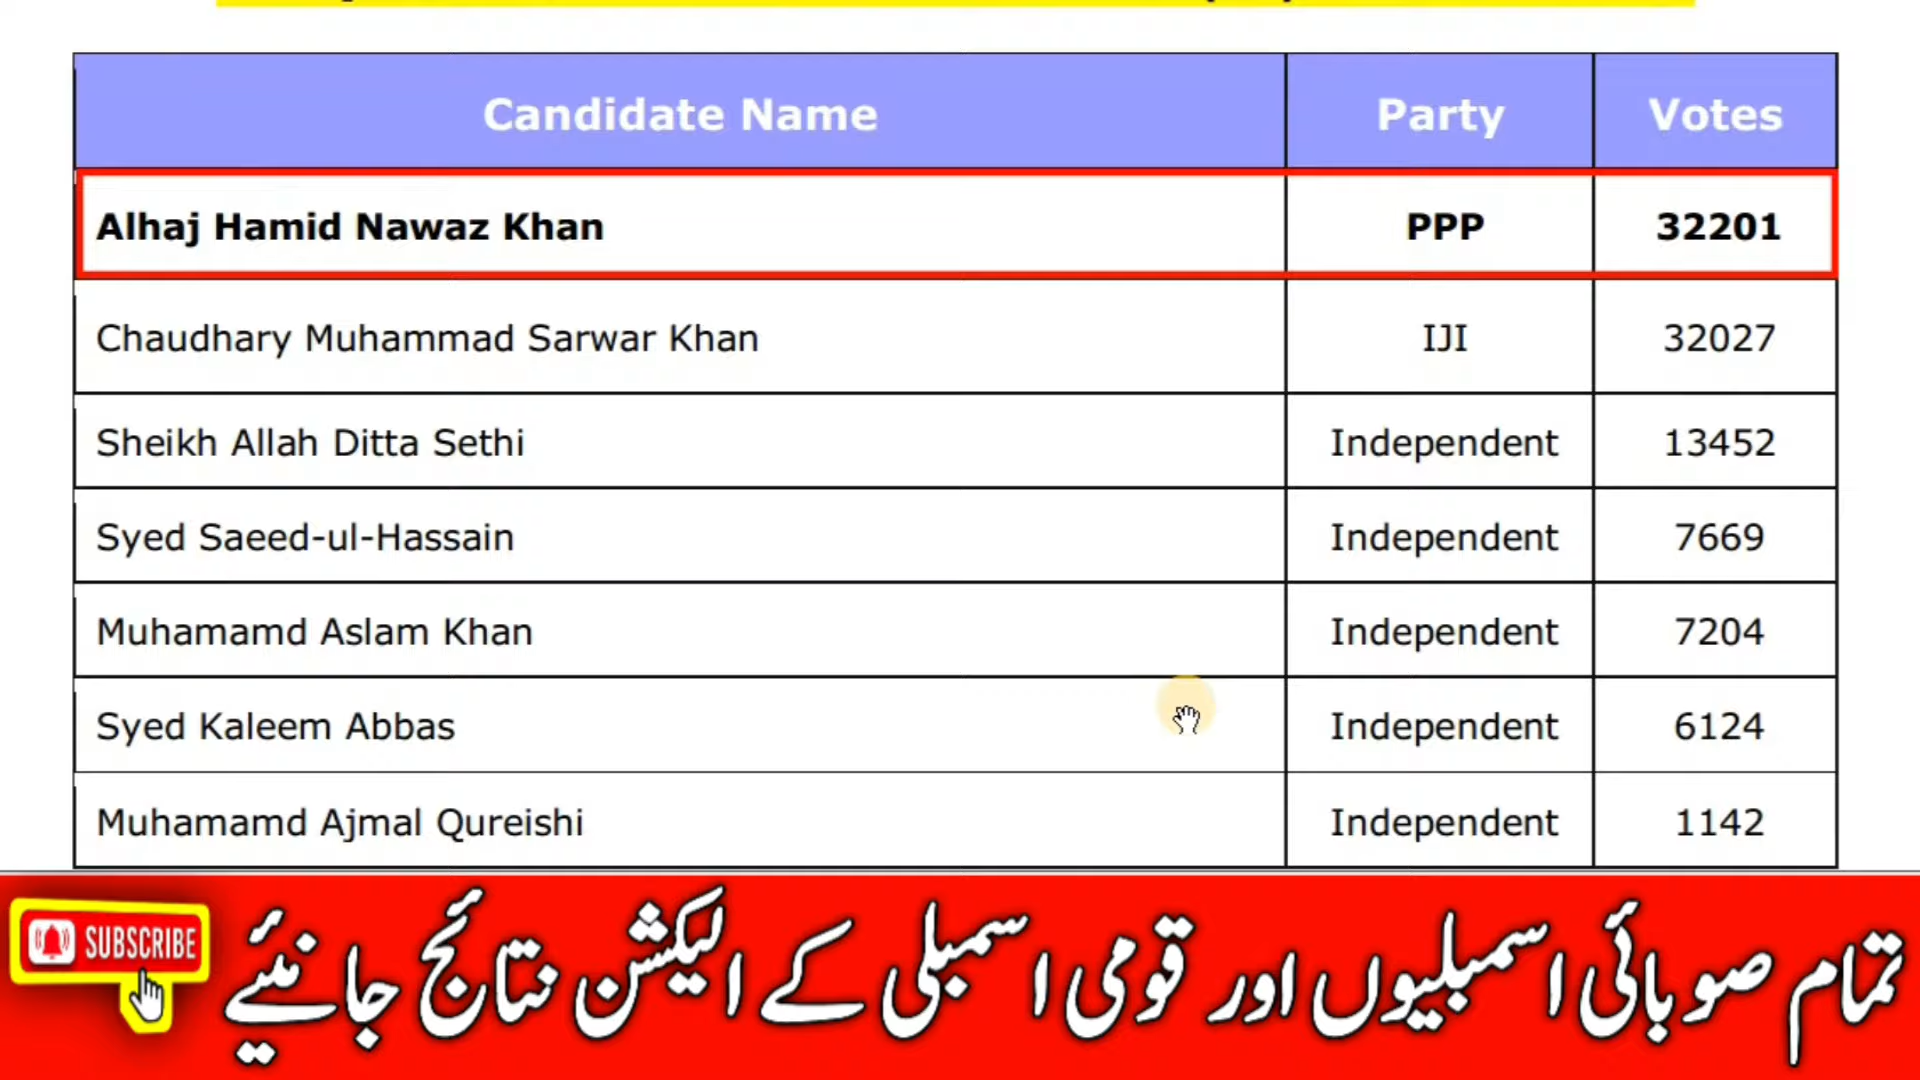 Candidate Name Party Votes
Alhaj Hamid Nawaz Khan PPP 32201
Chaudhary Muhammad Sarwar Khan IJI 32027
Sheikh Allah Ditta Sethi Independent 13452
Syed Saeed-ul-Hassain Independent 7669
Muhamamd Aslam Khan Independent 7204
Syed Kaleem Abbas Independent 6124
Muhamamd Ajmal Qureishi Independent 1142
SUBSCRIBE
تمام صوبائی اسمبلیوں اور قومی اسمبلی کے الیکشن نتائج جانیئے